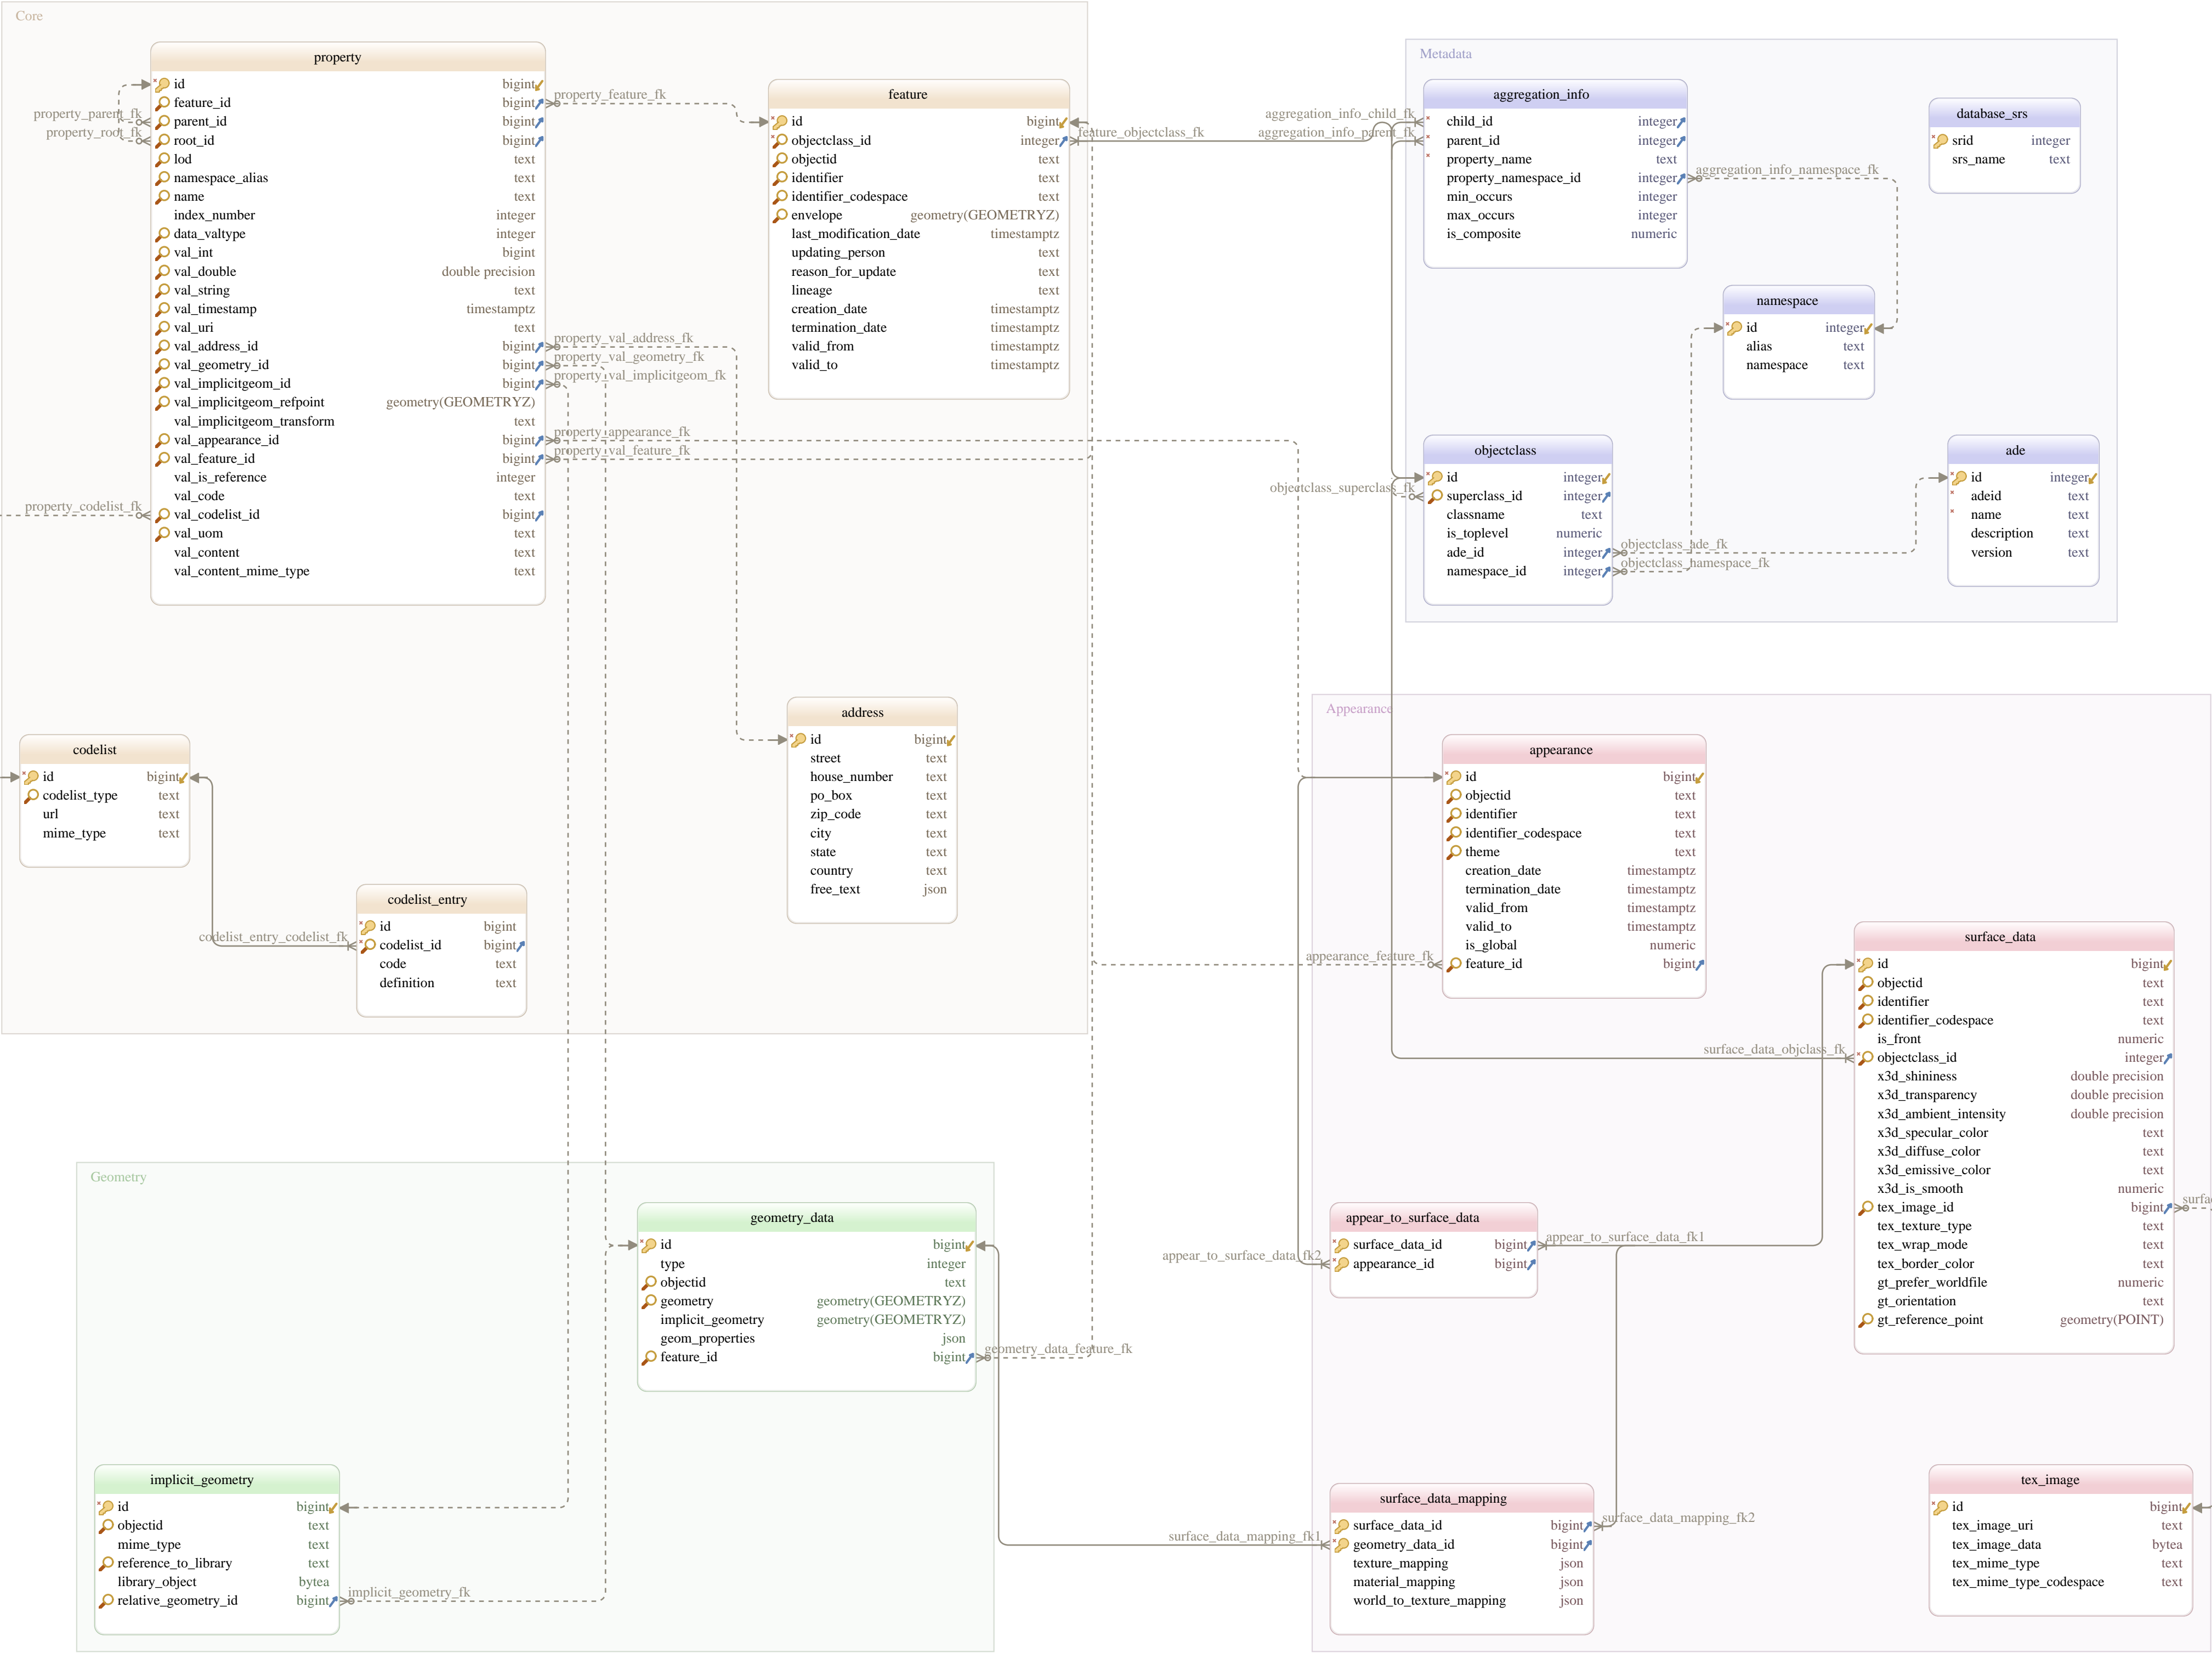 Core
property
id bigint
feature_id bigint
parent_id bigint
root_id bigint
lod text
namespace_alias text
name text
index_number integer
data_valtype integer
val_int bigint
val_double double precision
val_string text
val_timestamp timestamptz
val_uri text
val_address_id bigint
val_geometry_id bigint
val_implicitgeom_id bigint
val_implicitgeom_refpoint geometry(GEOMETRYZ)
val_implicitgeom_transform text
val_appearance_id bigint
val_feature_id bigint
val_is_reference integer
val_code text
val_codelist_id bigint
val_uom text
val_content text
val_content_mime_type text
property_parent_fk
property_root_fk
property_codelist_fk
property_feature_fk
property_val_address_fk
property_val_geometry_fk
property_val_implicitgeom_fk
property_appearance_fk
property_val_feature_fk
feature
id bigint
objectclass_id integer
objectid text
identifier text
identifier_codespace text
envelope geometry(GEOMETRYZ)
last_modification_date timestamptz
updating_person text
reason_for_update text
lineage text
creation_date timestamptz
termination_date timestamptz
valid_from timestamptz
valid_to timestamptz
feature_objectclass_fk
address
id bigint
street text
house_number text
po_box text
zip_code text
city text
state text
country text
free_text json
codelist
id bigint
codelist_type text
url text
mime_type text
codelist_entry
id bigint
codelist_id bigint
code text
definition text
codelist_entry_codelist_fk
Metadata
aggregation_info
child_id integer
parent_id integer
property_name text
property_namespace_id integer
min_occurs integer
max_occurs integer
is_composite numeric
aggregation_info_child_fk
aggregation_info_parent_fk
aggregation_info_namespace_fk
database_srs
srid integer
srs_name text
namespace
id integer
alias text
namespace text
objectclass
id integer
superclass_id integer
classname text
is_toplevel numeric
ade_id integer
namespace_id integer
objectclass_superclass_fk
objectclass_ade_fk
objectclass_namespace_fk
ade
id integer
adeid text
name text
description text
version text
Appearance
appearance
id bigint
objectid text
identifier text
identifier_codespace text
theme text
creation_date timestamptz
termination_date timestamptz
valid_from timestamptz
valid_to timestamptz
is_global numeric
feature_id bigint
appearance_feature_fk
surface_data
id bigint
objectid text
identifier text
identifier_codespace text
is_front numeric
objectclass_id integer
x3d_shininess double precision
x3d_transparency double precision
x3d_ambient_intensity double precision
x3d_specular_color text
x3d_diffuse_color text
x3d_emissive_color text
x3d_is_smooth numeric
tex_image_id bigint
tex_texture_type text
tex_wrap_mode text
tex_border_color text
gt_prefer_worldfile numeric
gt_orientation text
gt_reference_point geometry(POINT)
surface_data_objclass_fk
appear_to_surface_data
surface_data_id bigint
appearance_id bigint
appear_to_surface_data_fk1
appear_to_surface_data_fk2
surface_data_mapping
surface_data_id bigint
geometry_data_id bigint
texture_mapping json
material_mapping json
world_to_texture_mapping json
surface_data_mapping_fk1
surface_data_mapping_fk2
tex_image
id bigint
tex_image_uri text
tex_image_data bytea
tex_mime_type text
tex_mime_type_codespace text
Geometry
geometry_data
id bigint
type integer
objectid text
geometry geometry(GEOMETRYZ)
implicit_geometry geometry(GEOMETRYZ)
geom_properties json
feature_id bigint
geometry_data_feature_fk
implicit_geometry
id bigint
objectid text
mime_type text
reference_to_library text
library_object bytea
relative_geometry_id bigint
implicit_geometry_fk